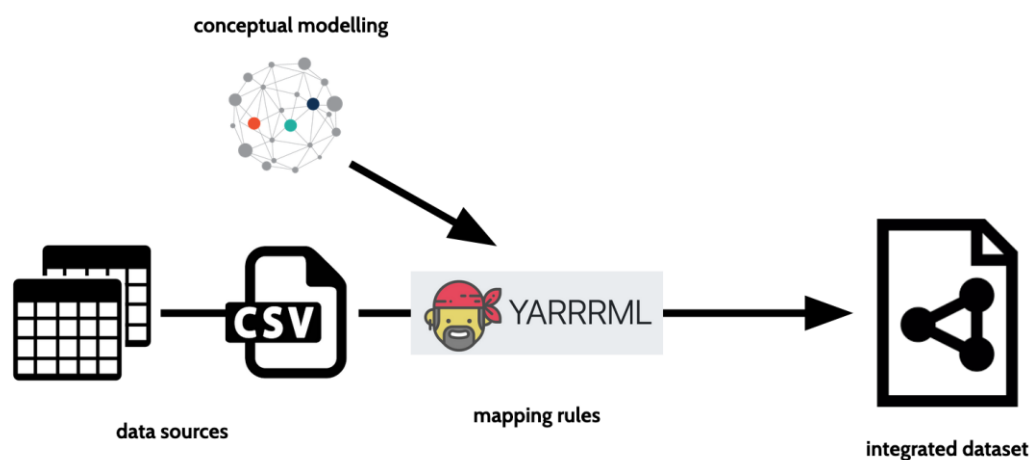 conceptual modelling
CSV
YARRRML
data sources
mapping rules
integrated dataset